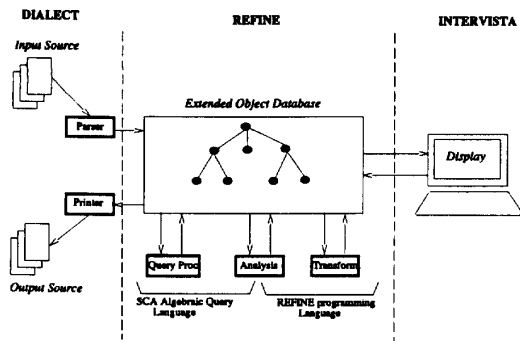 DIALECT
REFINE
INTERVISTA
Input Source
Extended Object Database
Parser
Display
Printer
Query Proc
Analysis
Transform.
Output Source
SCA Algebraic Query
Language
REFINE programming
Language